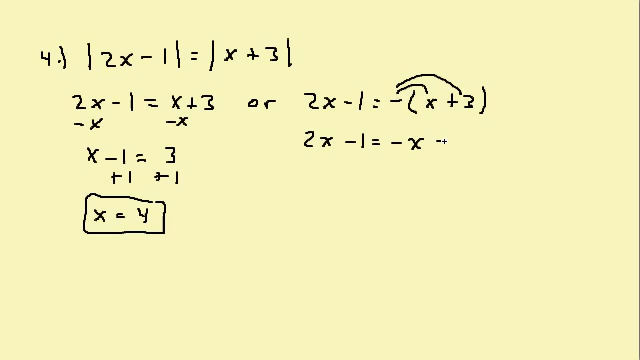 4.) |2x - 1| = |x + 3|
2x - 1 = x + 3 or 2x - 1 = -(x + 3)
-x -x
x - 1 = 3 2x - 1 = -x -
+1 +1
x = 4